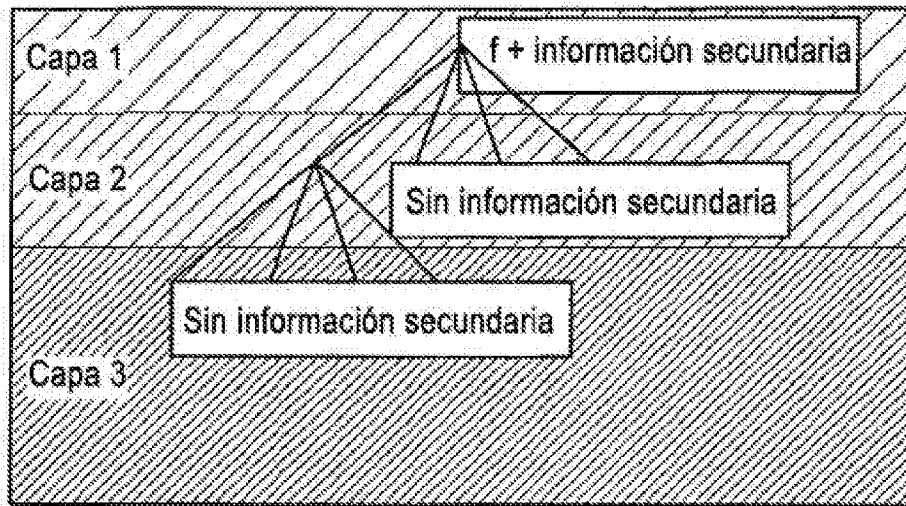 Capa 1
f + información secundaria
Capa 2
Sin información secundaria
Sin información secundaria
Capa 3